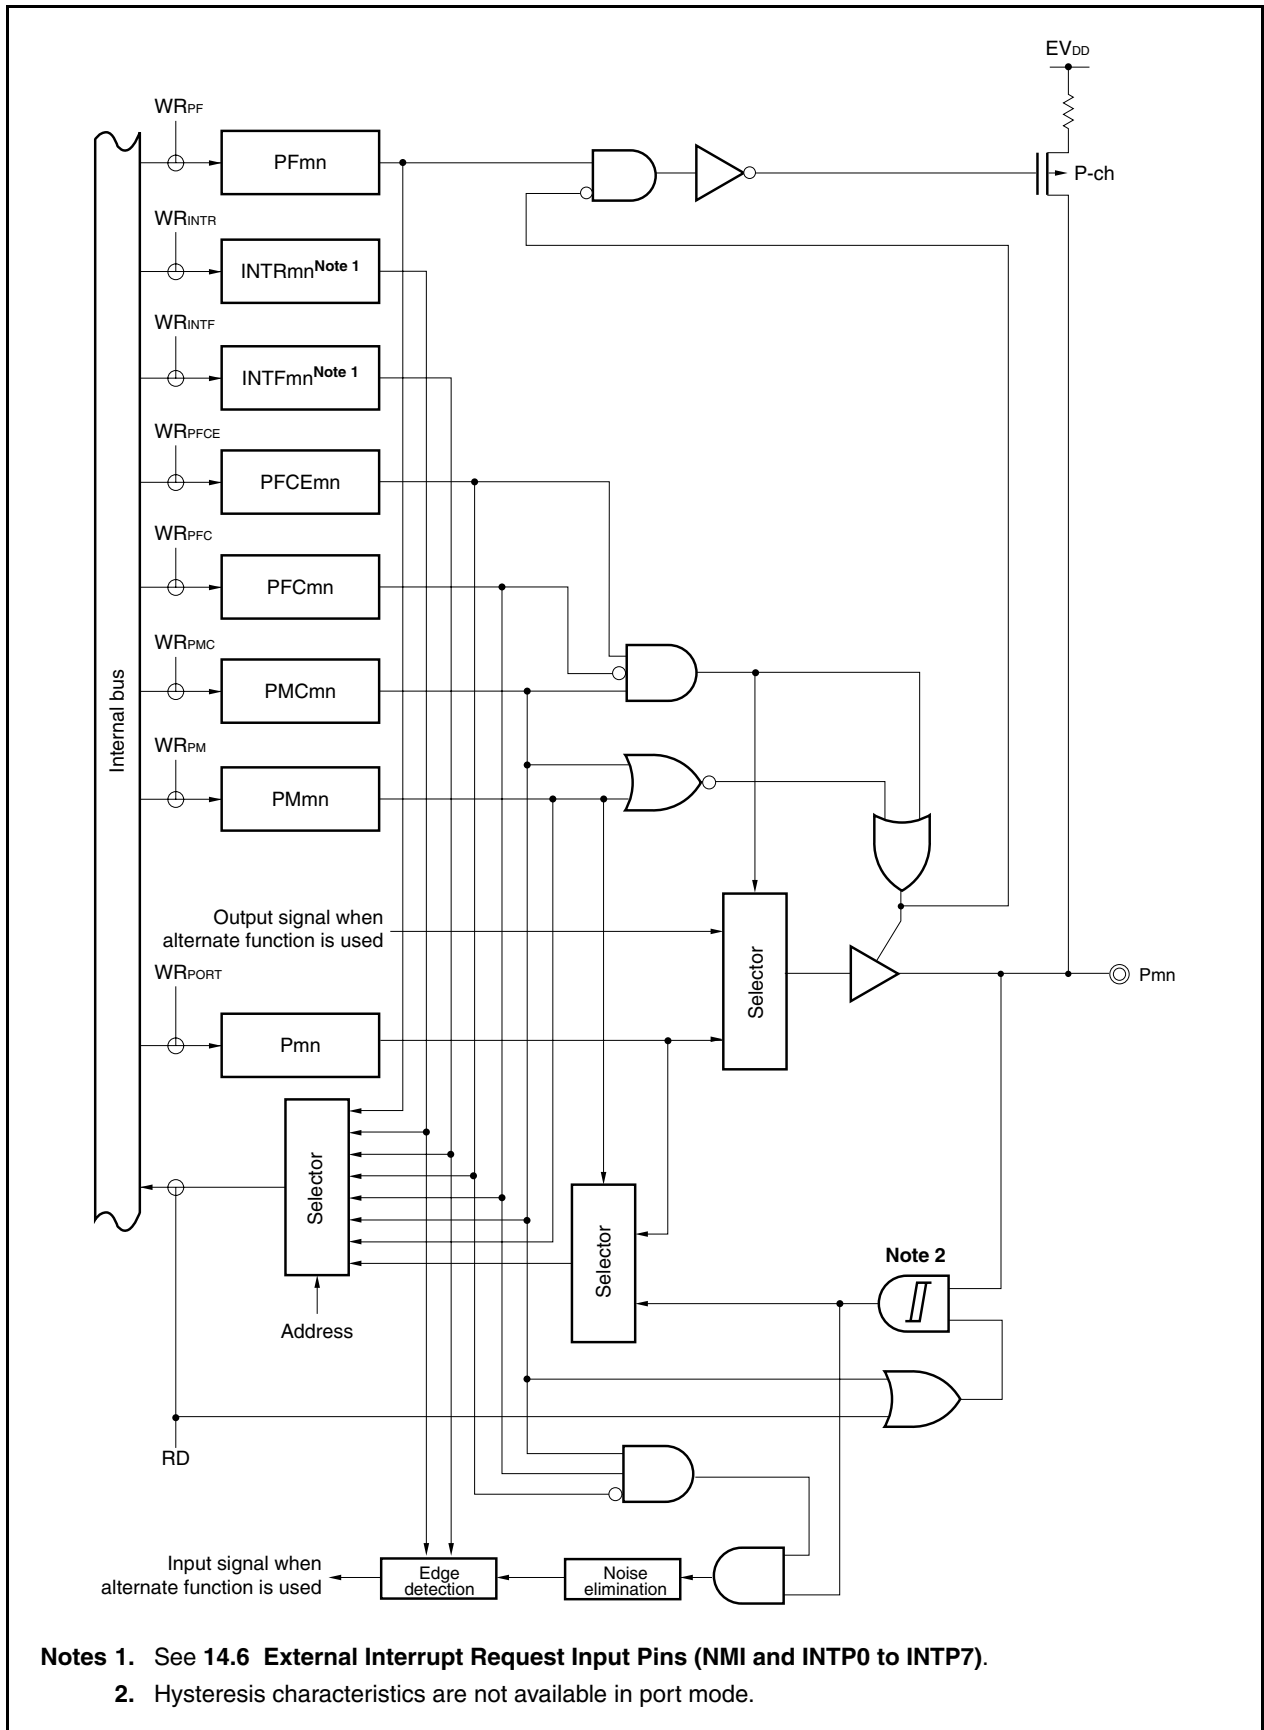 EVDD
WRPF
PFmn
P-ch
WRINTR
INTRmnNote 1
WRINTF
INTFmnNote 1
WRPFCE
PFCEmn
WRPFC
PFCmn
WRPMC
PMCmn
Internal bus
WRPM
PMmn
Output signal when
alternate function is used
Selector
WRPORT
Pmn
Pmn
Selector
Selector
Note 2
Address
RD
Input signal when
alternate function is used
Edge
detection
Noise
elimination
Notes 1. See 14.6 External Interrupt Request Input Pins (NMI and INTP0 to INTP7).
2. Hysteresis characteristics are not available in port mode.